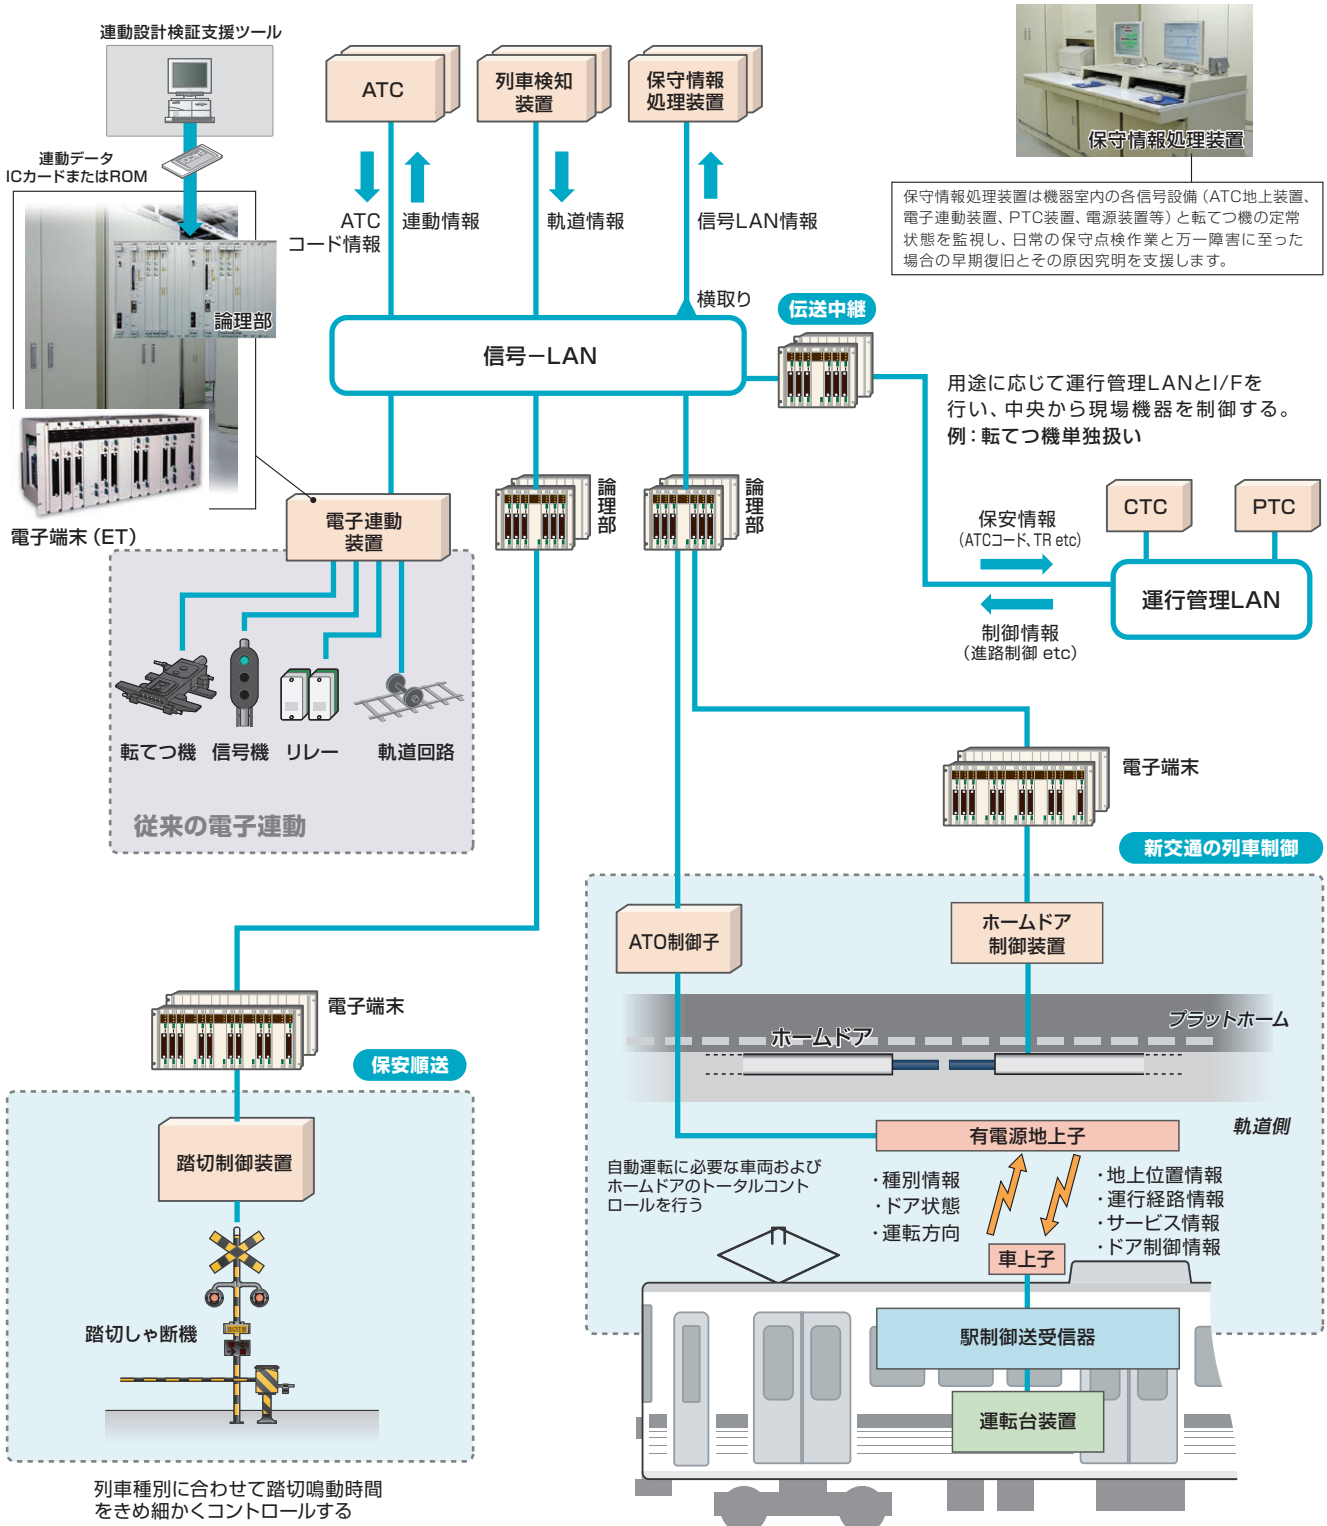 連動設計検証支援ツール
連動データ
ICカードまたはROM
論理部
電子端末（ET）
ATC
列車検知
装置
保守情報
処理装置
ATC
コード情報
連動情報
軌道情報
信号LAN情報
横取り
保守情報処理装置
保守情報処理装置は機器室内の各信号設備（ATC地上装置、
電子連動装置、PTC装置、電源装置等）と転てつ機の定常
状態を監視し、日常の保守点検作業と万一障害に至った
場合の早期復旧とその原因究明を支援します。
信号－LAN
伝送中継
用途に応じて運行管理LANとI/Fを
行い、中央から現場機器を制御する。
例：転てつ機単独扱い
論理部
論理部
電子連動
装置
保安情報
（ATCコード、TR etc）
制御情報
（進路制御 etc）
CTC
PTC
運行管理LAN
転てつ機
信号機
リレー
軌道回路
従来の電子連動
電子端末
新交通の列車制御
ATO制御子
ホームドア
制御装置
プラットホーム
ホームドア
軌道側
有電源地上子
自動運転に必要な車両および
ホームドアのトータルコント
ロールを行う
・種別情報
・ドア状態
・運転方向
・地上位置情報
・運行経路情報
・サービス情報
・ドア制御情報
車上子
駅制御送受信器
運転台装置
電子端末
保安順送
踏切制御装置
踏切しゃ断機
列車種別に合わせて踏切鳴動時間
をきめ細かくコントロールする